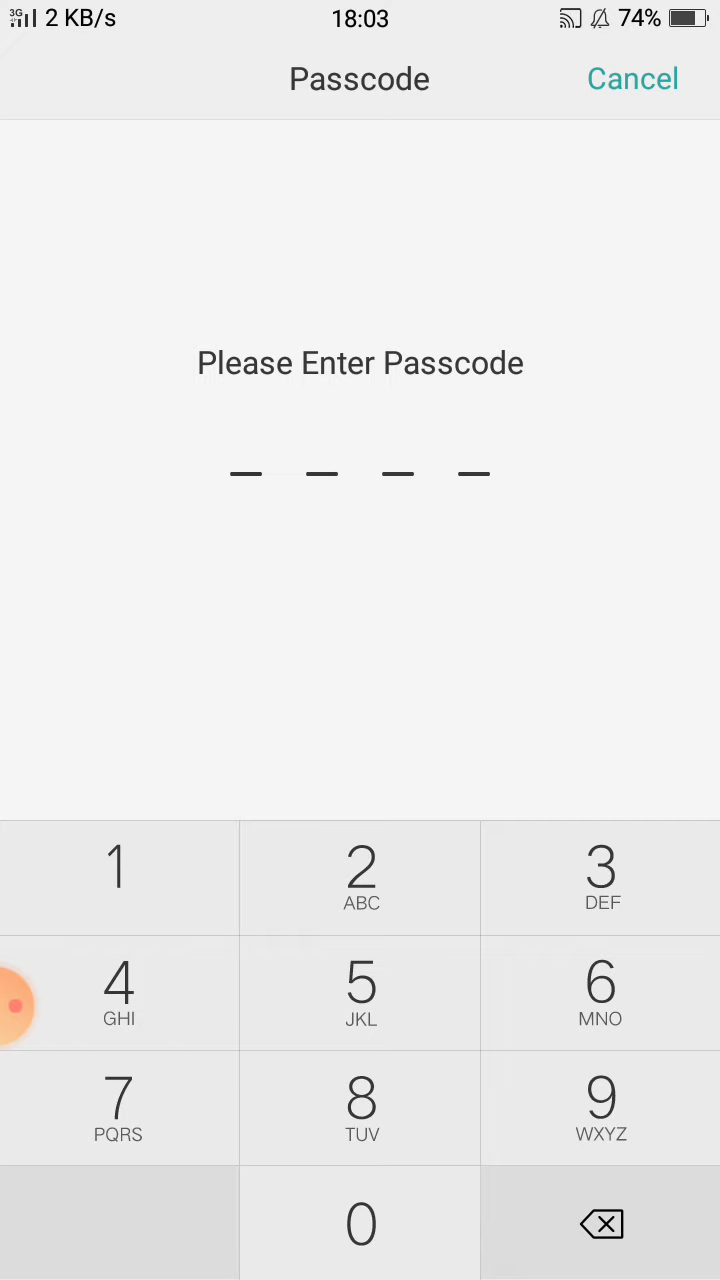 3G 2 KB/s 18:03 74%
Passcode Cancel
Please Enter Passcode
1 2 3
ABC DEF
4 5 6
GHI JKL MNO
7 8 9
PQRS TUV WXYZ
0